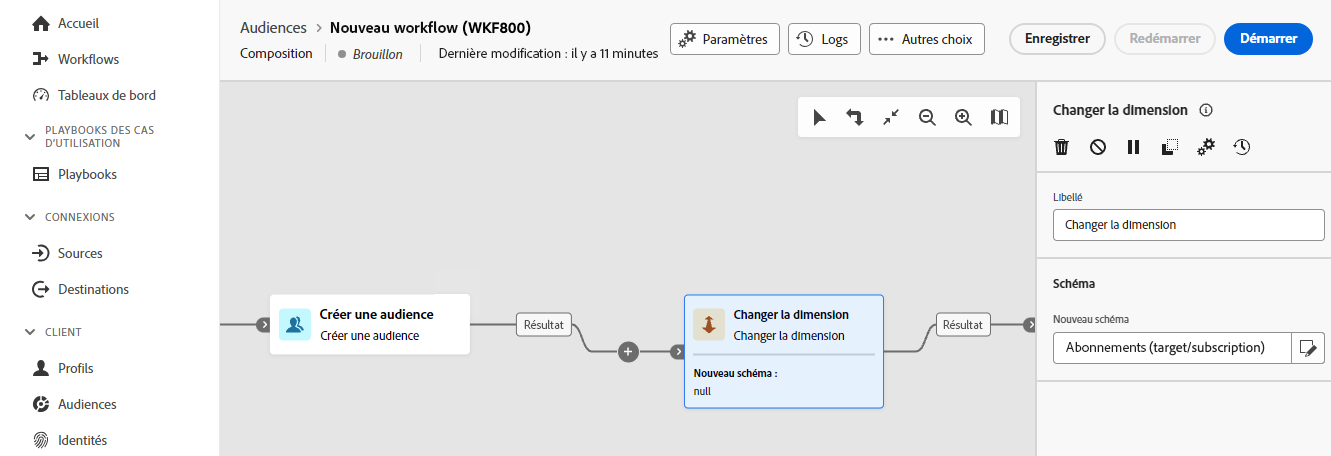 Accueil
Workflows
Tableaux de bord
PLAYBOOKS DES CAS
D'UTILISATION
Playbooks
CONNEXIONS
Sources
Destinations
CLIENT
Profils
Audiences
Identités
Audiences > Nouveau workflow (WKF800)
Composition Brouillon Dernière modification : il y a 11 minutes
Paramètres Logs ··· Autres choix Enregistrer Redémarrer Démarrer
Créer une audience
Créer une audience
Résultat
Changer la dimension
Changer la dimension
Nouveau schéma :
null
Résultat
Changer la dimension
Libellé
Changer la dimension
Schéma
Nouveau schéma
Abonnements (target/subscription)